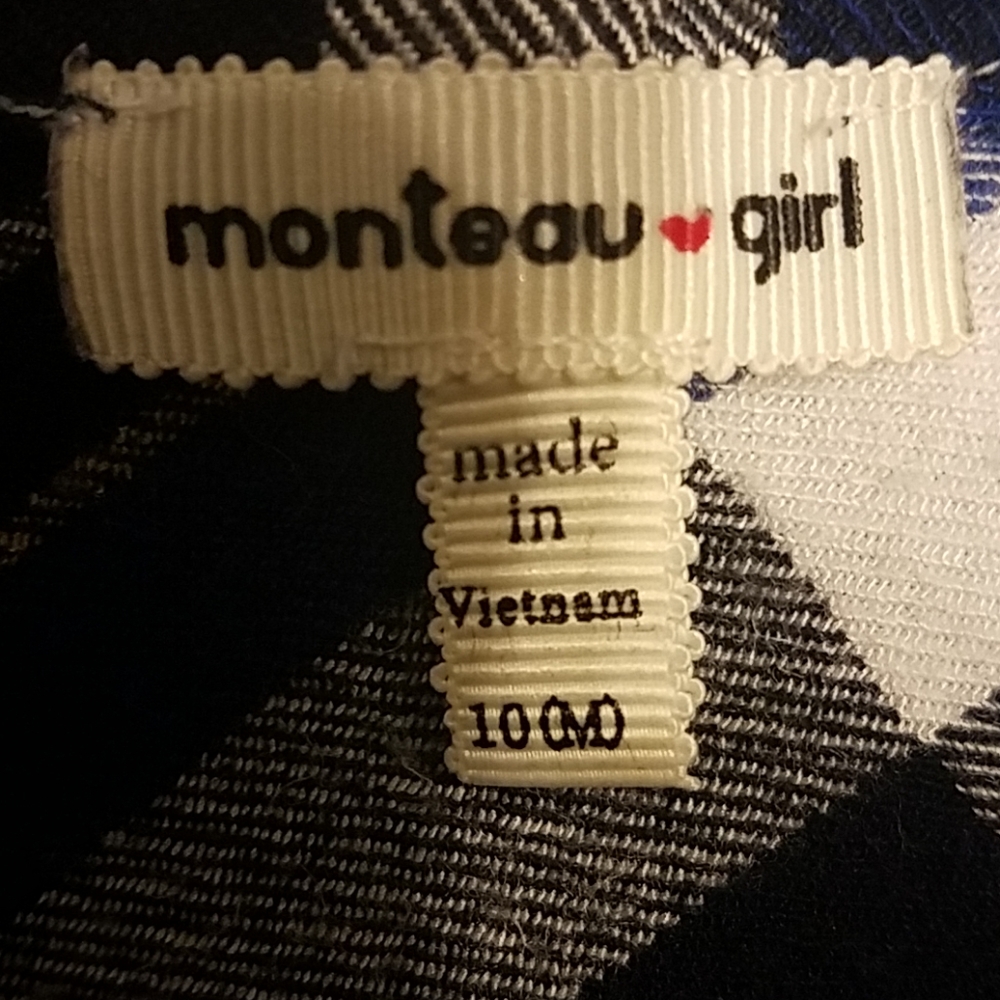 monteau girl
made
in
Vietnam
10(M)